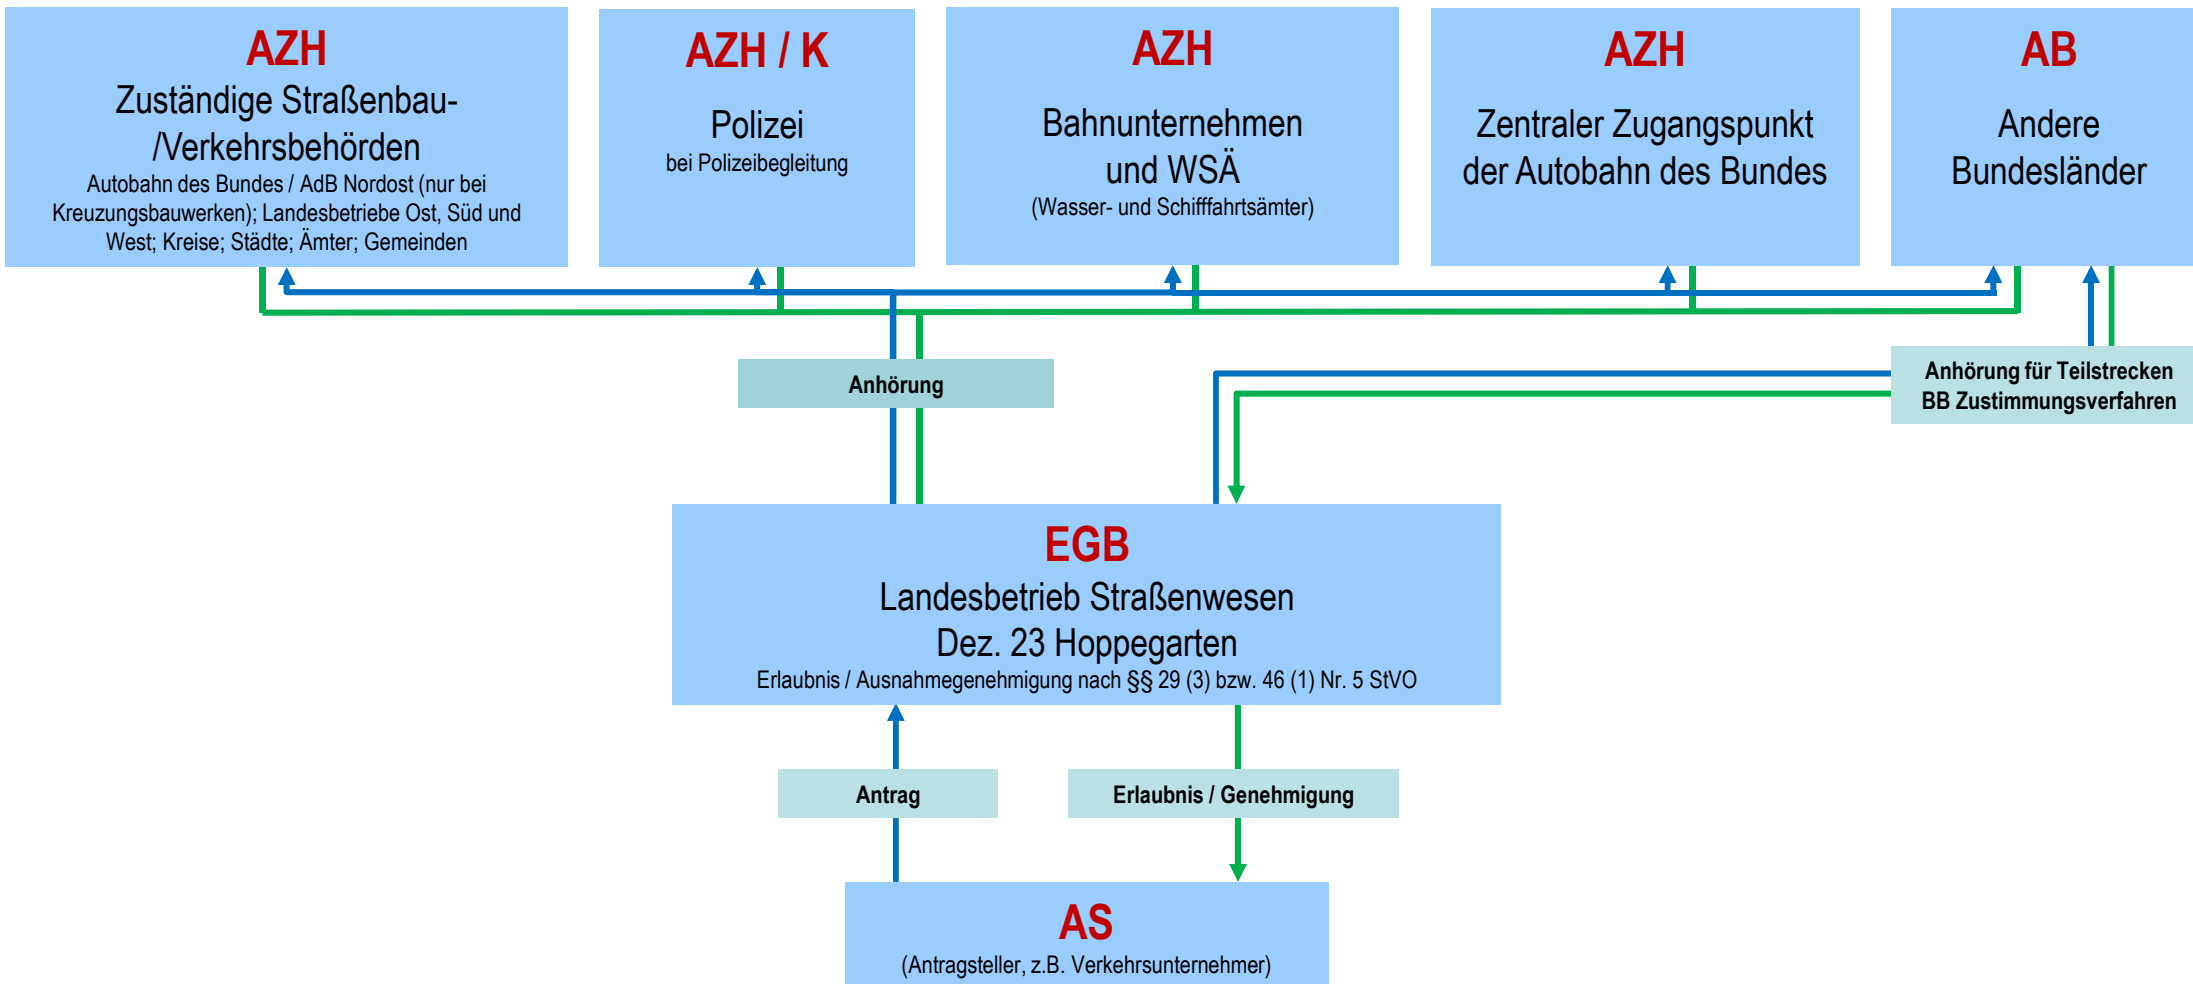 AZH
Zuständige Straßenbau-
/Verkehrsbehörden
Autobahn des Bundes / AdB Nordost (nur bei
Kreuzungsbauwerken); Landesbetriebe Ost, Süd und
West; Kreise; Städte; Ämter; Gemeinden
AZH / K
Polizei
bei Polizeibegleitung
AZH
Bahnunternehmen
und WSÄ
(Wasser- und Schifffahrtsämter)
AZH
Zentraler Zugangspunkt
der Autobahn des Bundes
AB
Andere
Bundesländer
Anhörung
Anhörung für Teilstrecken
BB Zustimmungsverfahren
EGB
Landesbetrieb Straßenwesen
Dez. 23 Hoppegarten
Erlaubnis / Ausnahmegenehmigung nach §§ 29 (3) bzw. 46 (1) Nr. 5 StVO
Antrag
Erlaubnis / Genehmigung
AS
(Antragsteller, z.B. Verkehrsunternehmer)